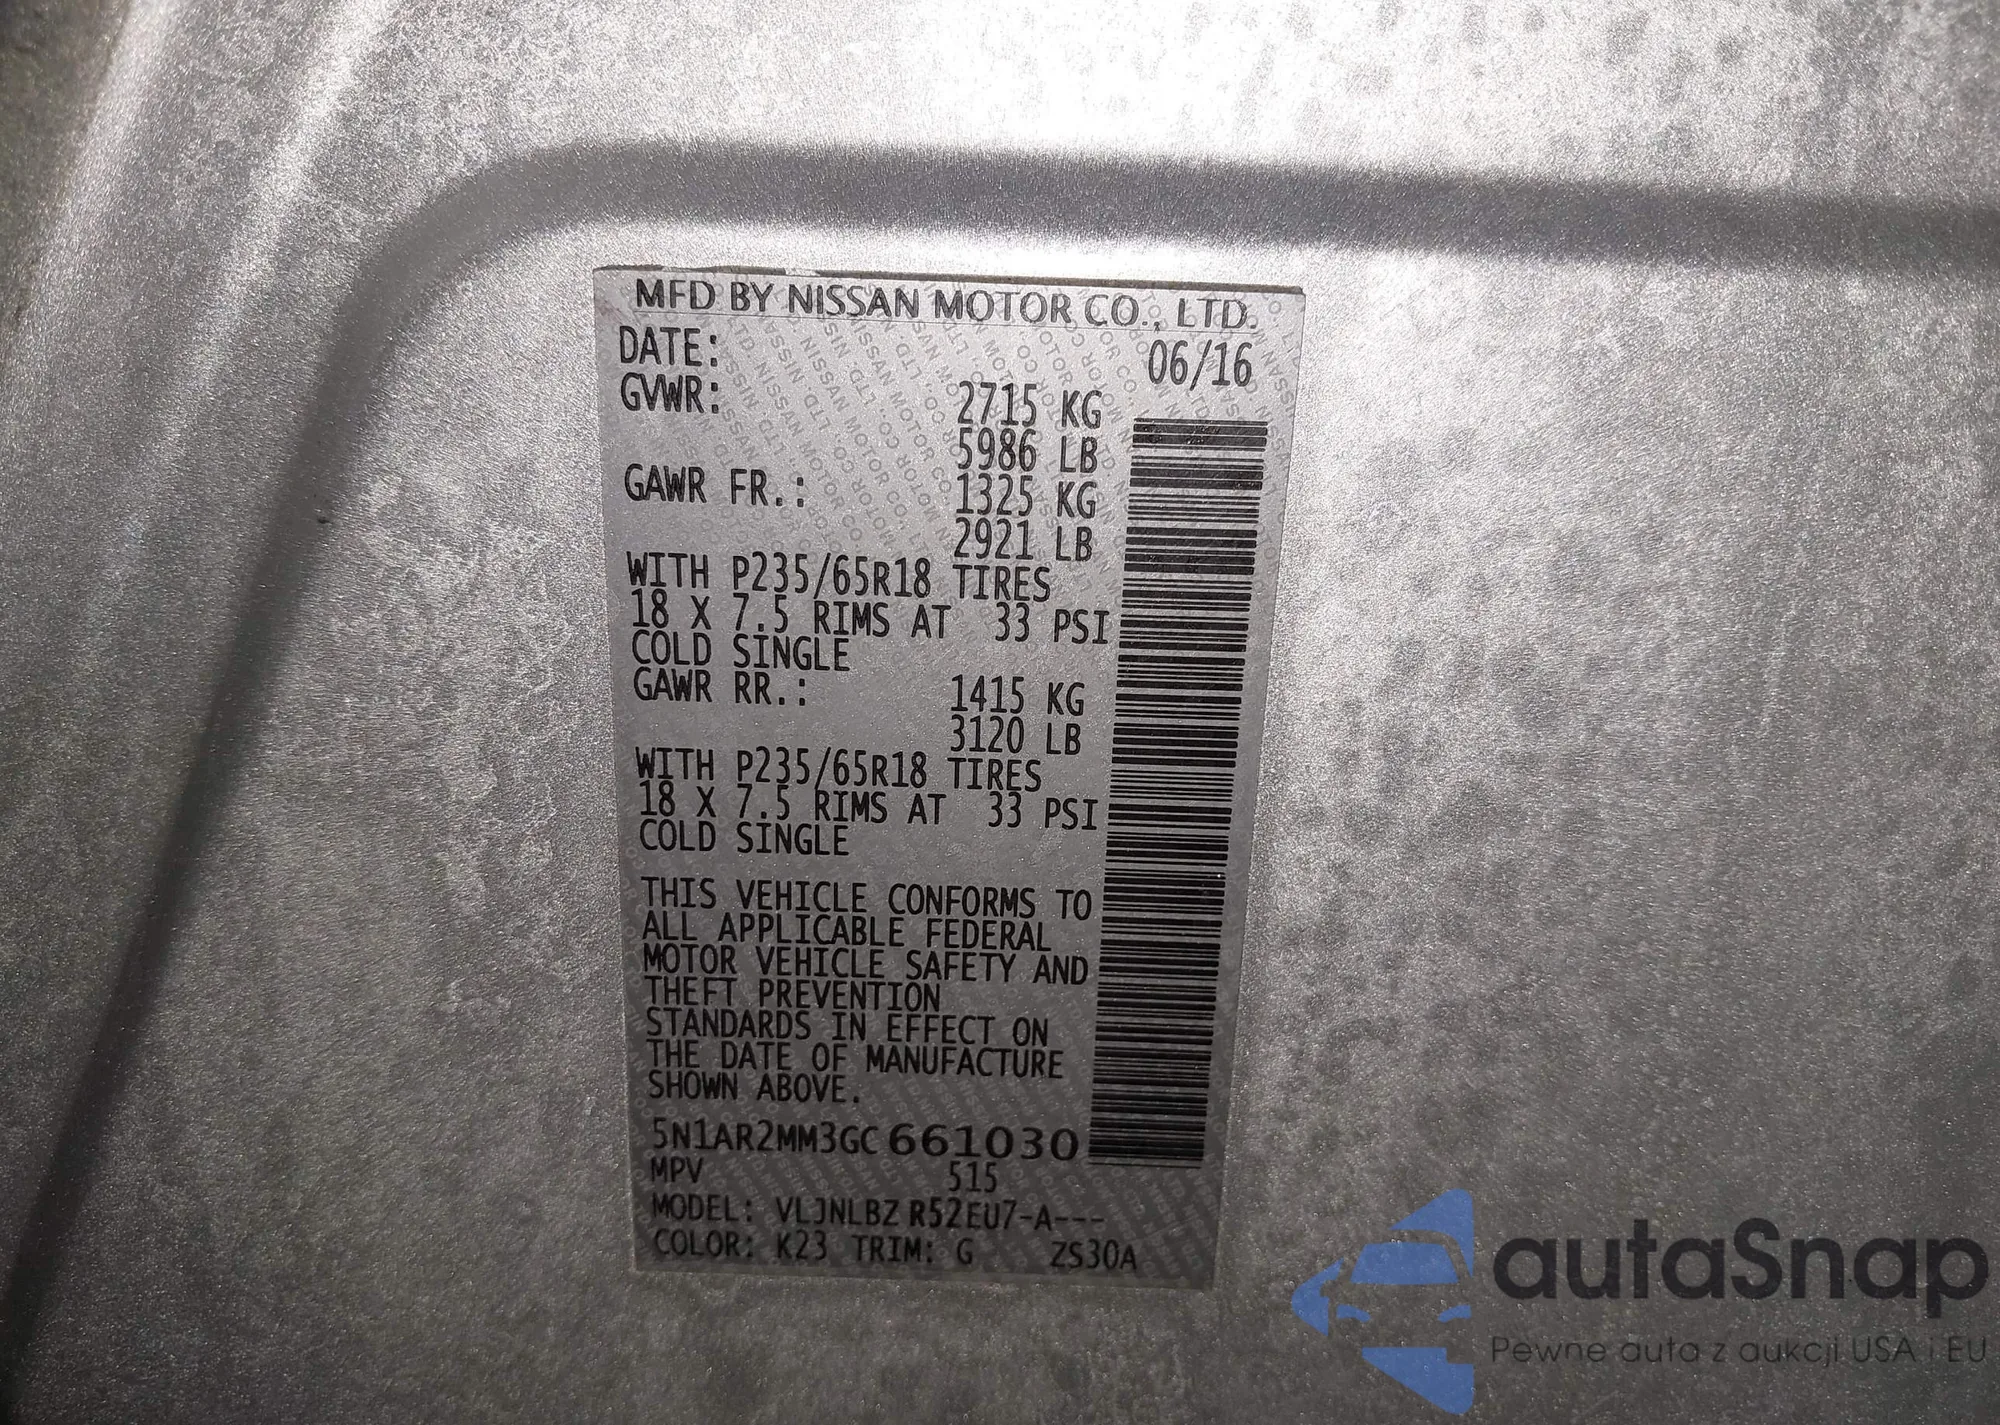 MFD BY NISSAN MOTOR CO., LTD.
DATE: 06/16
GVWR: 2715 KG
5986 LB
GAWR FR.: 1325 KG
2921 LB
WITH P235/65R18 TIRES
18 X 7.5 RIMS AT 33 PSI
COLD SINGLE
GAWR RR.: 1415 KG
3120 LB
WITH P235/65R18 TIRES
18 X 7.5 RIMS AT 33 PSI
COLD SINGLE
THIS VEHICLE CONFORMS TO
ALL APPLICABLE FEDERAL
MOTOR VEHICLE SAFETY AND
THEFT PREVENTION
STANDARDS IN EFFECT ON
THE DATE OF MANUFACTURE
SHOWN ABOVE.
5N1AR2MM3GC661030
MPV 515
MODEL: VLJNLBZ R52EU7-A---
COLOR: K23 TRIM: G ZS30A
autaSnap
Pewne auta z aukcji USA i EU